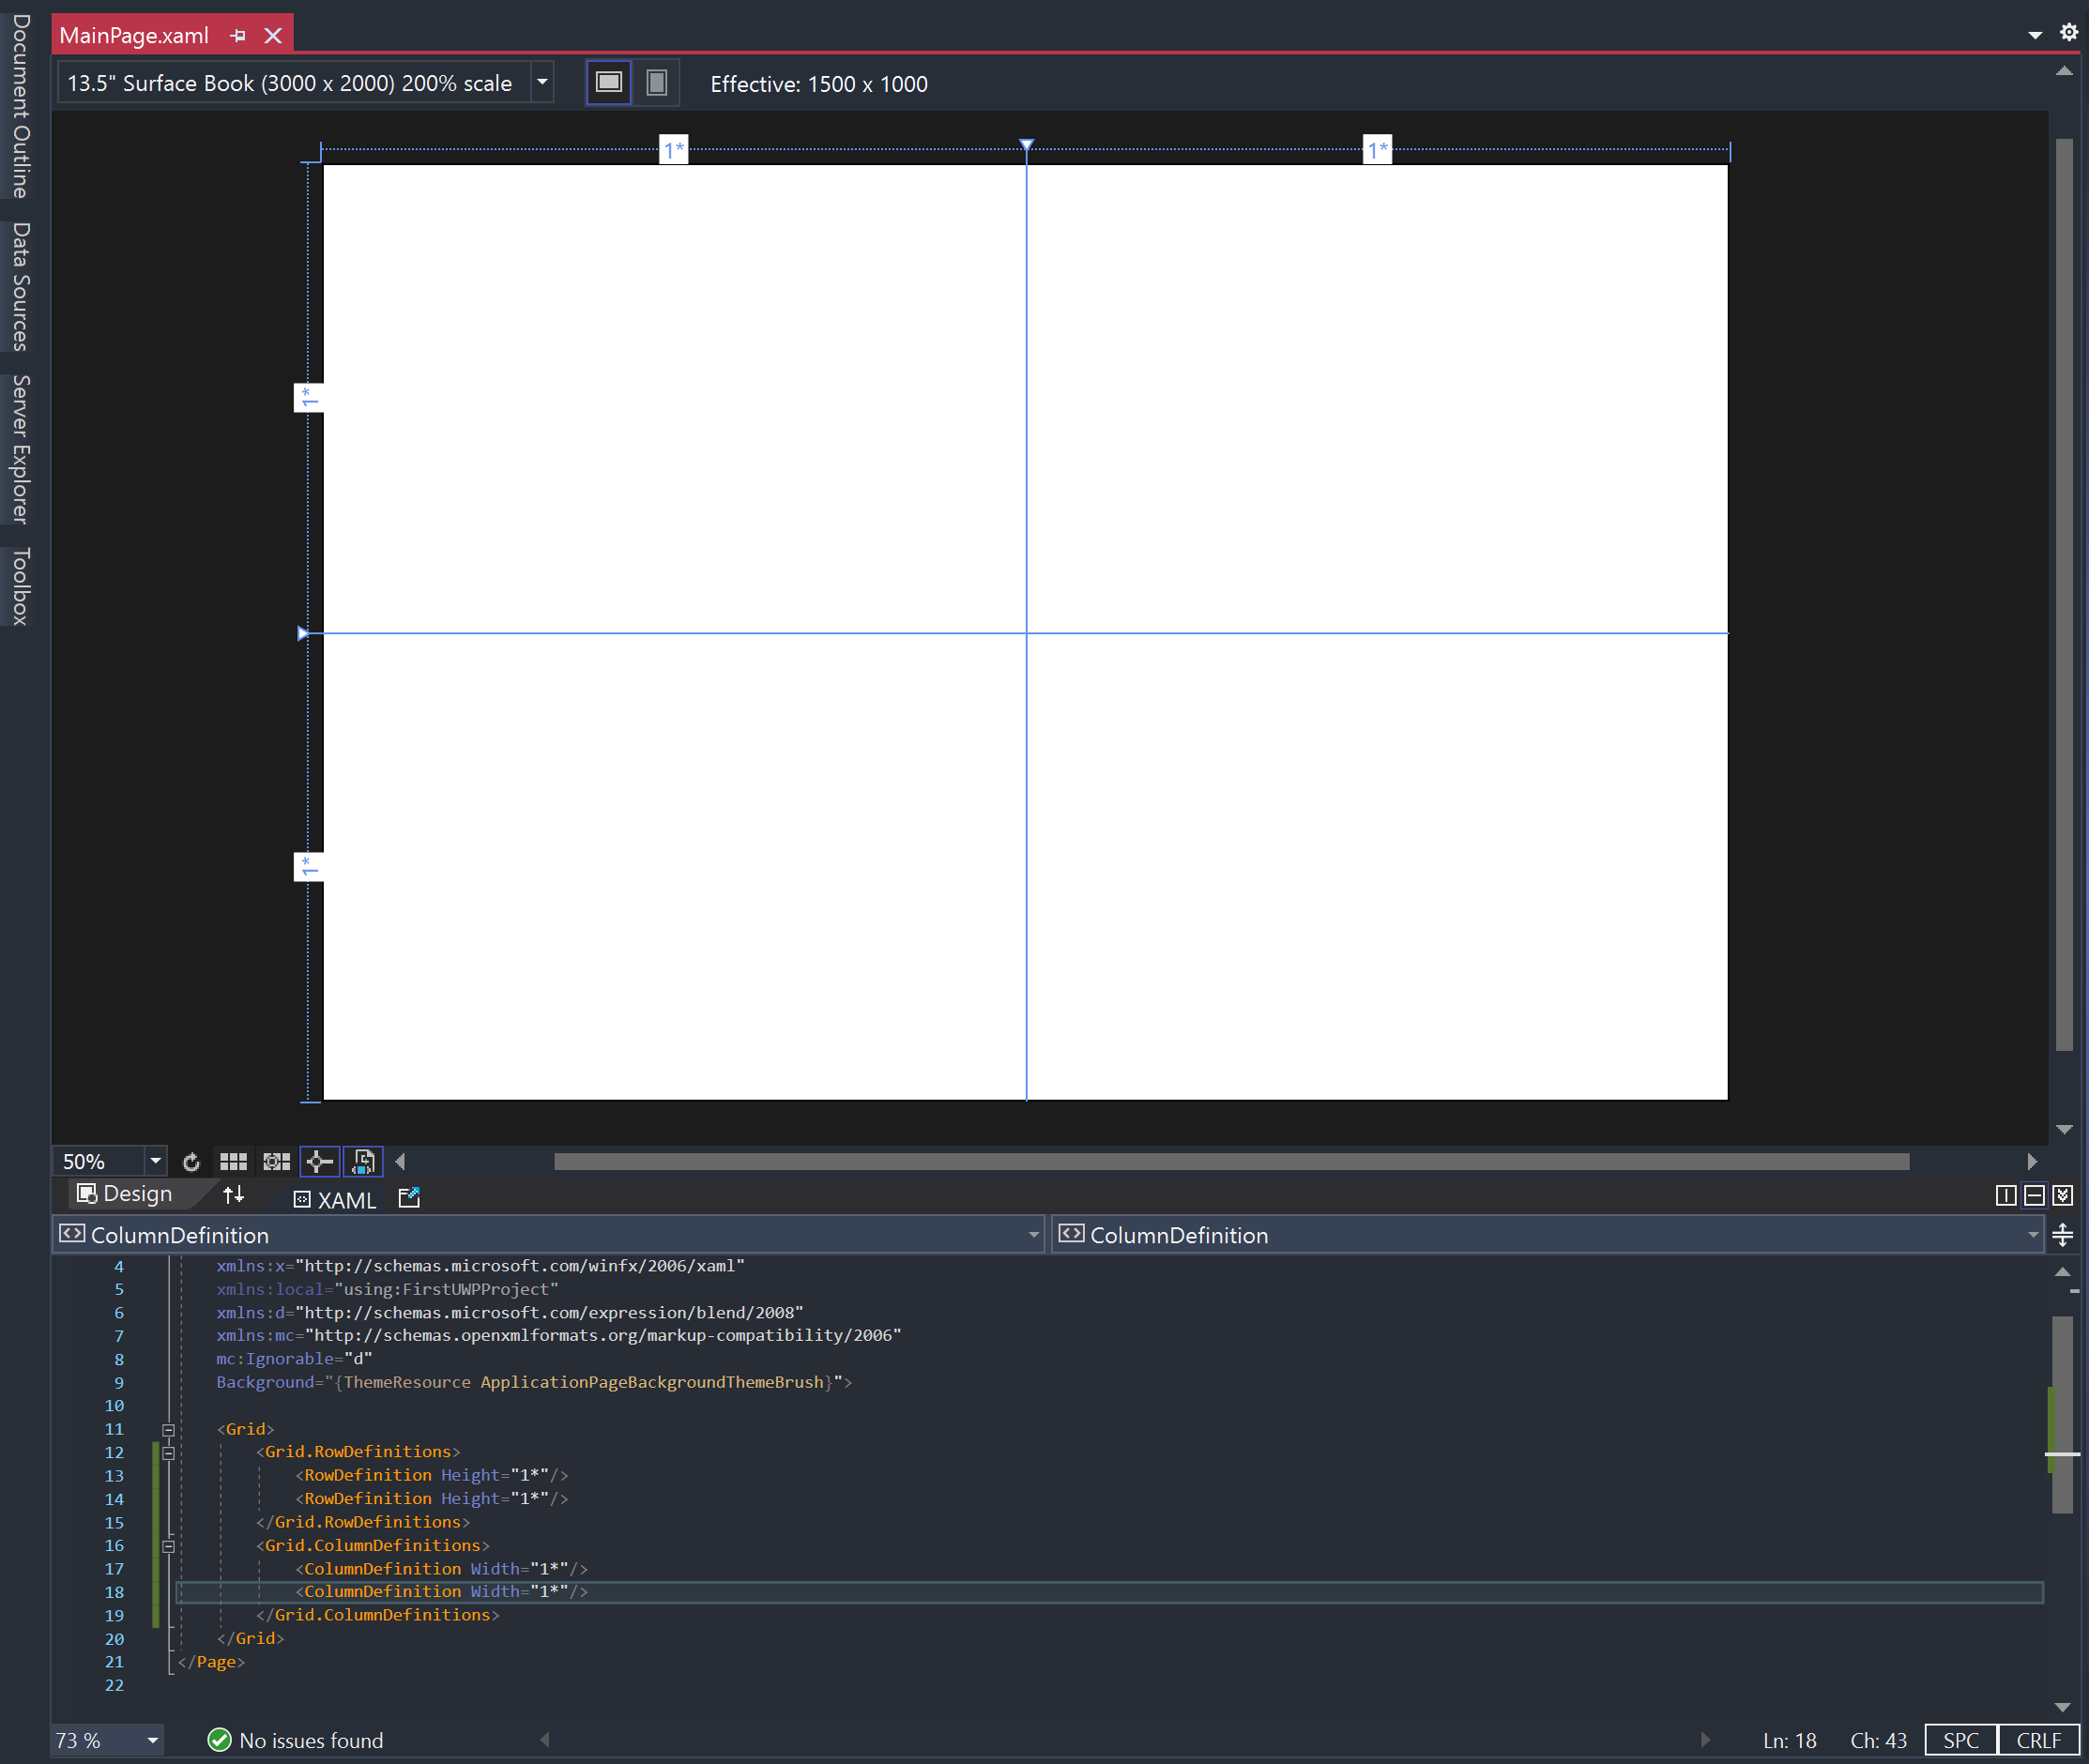 MainPage.xaml
13.5" Surface Book (3000 x 2000) 200% scale
Effective: 1500 x 1000
Document Outline
Data Sources
Server Explorer
Toolbox
1*
1*
1*
1*
50%
Design
XAML
ColumnDefinition
ColumnDefinition
4 xmlns:x="http://schemas.microsoft.com/winfx/2006/xaml"
5 xmlns:local="using:FirstUWPProject"
6 xmlns:d="http://schemas.microsoft.com/expression/blend/2008"
7 xmlns:mc="http://schemas.openxmlformats.org/markup-compatibility/2006"
8 mc:Ignorable="d"
9 Background="{ThemeResource ApplicationPageBackgroundThemeBrush}">
10
11 <Grid>
12 <Grid.RowDefinitions>
13 <RowDefinition Height="1*"/>
14 <RowDefinition Height="1*"/>
15 </Grid.RowDefinitions>
16 <Grid.ColumnDefinitions>
17 <ColumnDefinition Width="1*"/>
18 <ColumnDefinition Width="1*"/>
19 </Grid.ColumnDefinitions>
20 </Grid>
21 </Page>
22
73 %
No issues found
Ln: 18
Ch: 43
SPC
CRLF